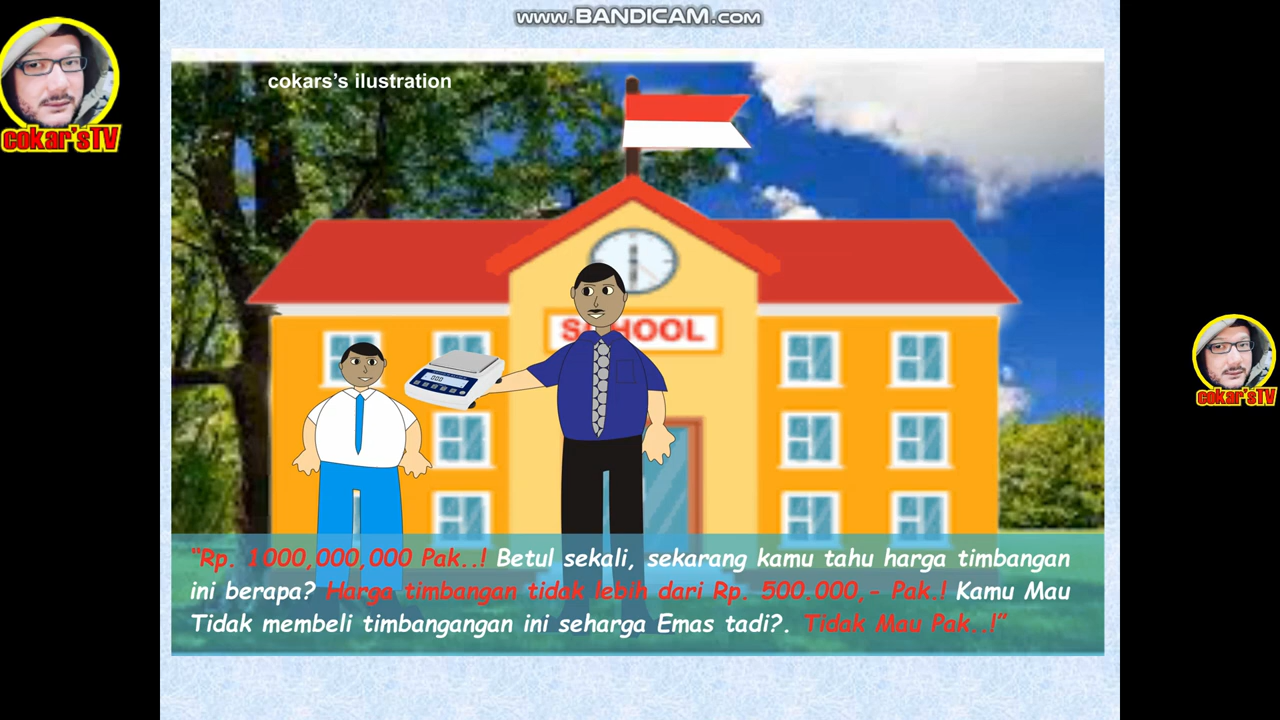 www.BANDICAM.com
cokars's ilustration
cokar'sTV
SCHOOL
cokar'sTV
"Rp. 1000,000,000 Pak..! Betul sekali, sekarang kamu tahu harga timbangan
ini berapa? Harga timbangan tidak lebih dari Rp. 500.000,- Pak.! Kamu Mau
Tidak membeli timbangangan ini seharga Emas tadi?. Tidak Mau Pak..!"